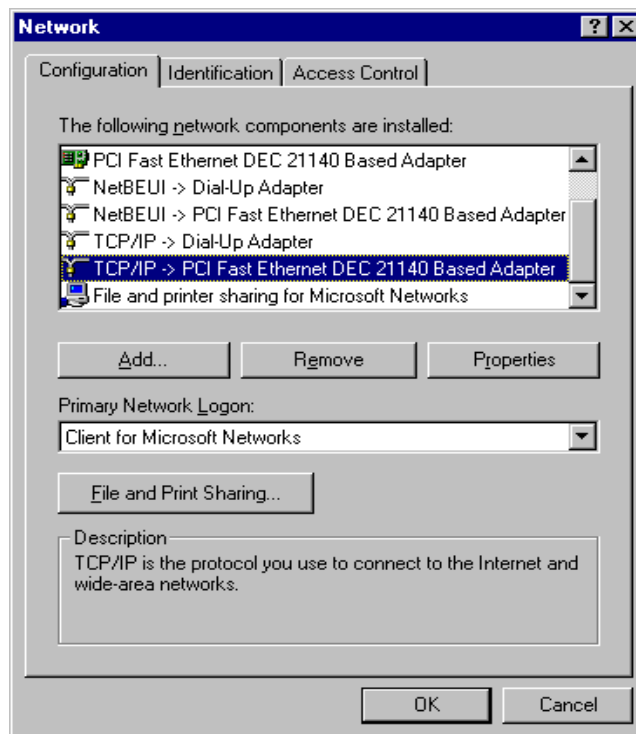 Network
Configuration Identification Access Control
The following network components are installed:
PCI Fast Ethernet DEC 21140 Based Adapter
NetBEUI -> Dial-Up Adapter
NetBEUI -> PCI Fast Ethernet DEC 21140 Based Adapter
TCP/IP -> Dial-Up Adapter
TCP/IP -> PCI Fast Ethernet DEC 21140 Based Adapter
File and printer sharing for Microsoft Networks
Add... Remove Properties
Primary Network Logon:
Client for Microsoft Networks
File and Print Sharing...
Description
TCP/IP is the protocol you use to connect to the Internet and
wide-area networks.
OK Cancel